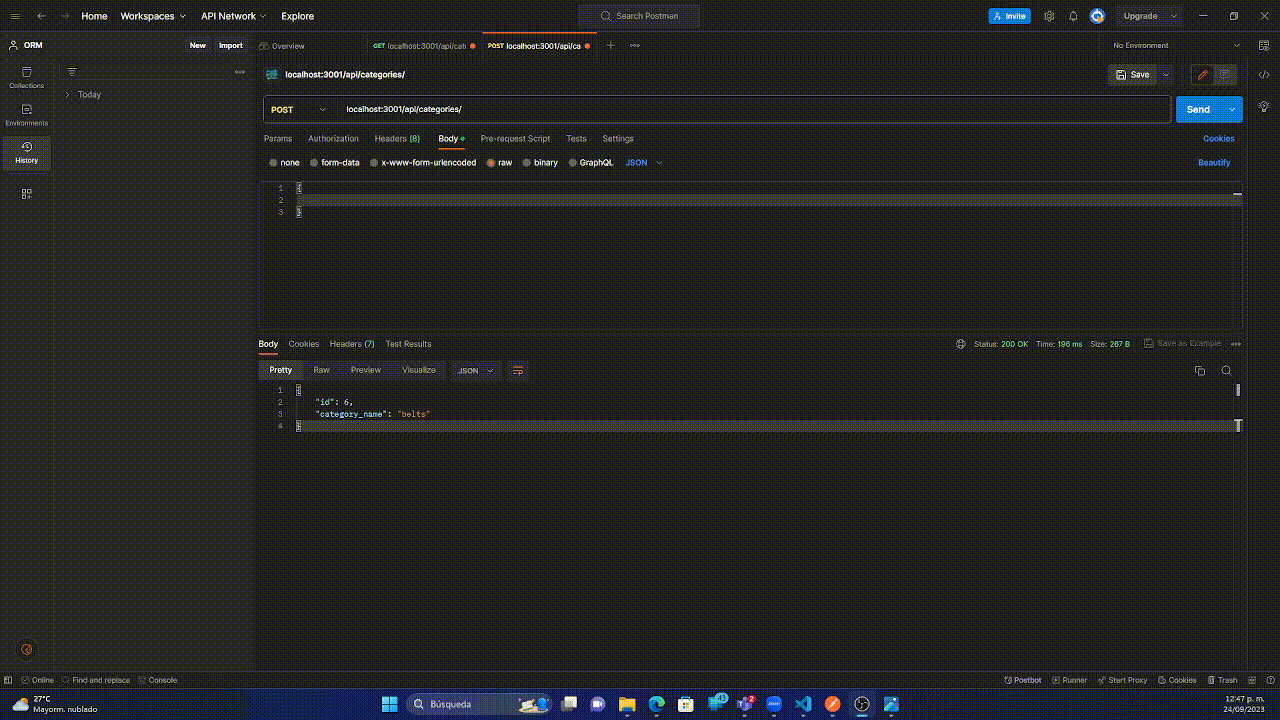 Home Workspaces API Network Explore Search Postman Invite Upgrade
ORM New Import Overview GET localhost:3001/api/cat POST localhost:3001/api/ca No Environment
localhost:3001/api/categories/ Save
Collections
Today
POST localhost:3001/api/categories/ Send
Environments
Params Authorization Headers (8) Body Pre-request Script Tests Settings Cookies
History
none form-data x-www-form-urlencoded raw binary GraphQL JSON Beautify
1 {
2
3 }
Body Cookies Headers (7) Test Results Status: 200 OK Time: 196 ms Size: 267 B Save as Example
Pretty Raw Preview Visualize JSON
1 {
2 "id": 6,
3 "category_name": "belts"
4 }
Online Find and replace Console Postbot Runner Start Proxy Cookies Trash
27°C
Mayorm. nublado
Búsqueda
43
2
zoom
12:47 p. m.
24/09/2023